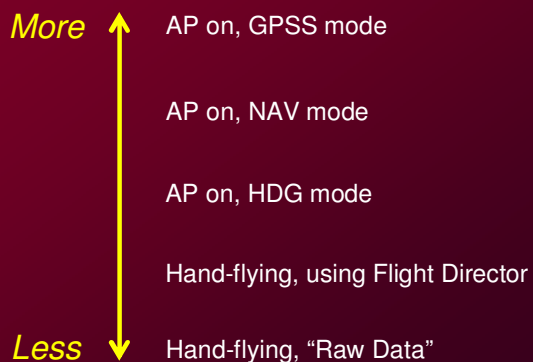 More AP on, GPSS mode
AP on, NAV mode
AP on, HDG mode
Hand-flying, using Flight Director
Less Hand-flying, “Raw Data”